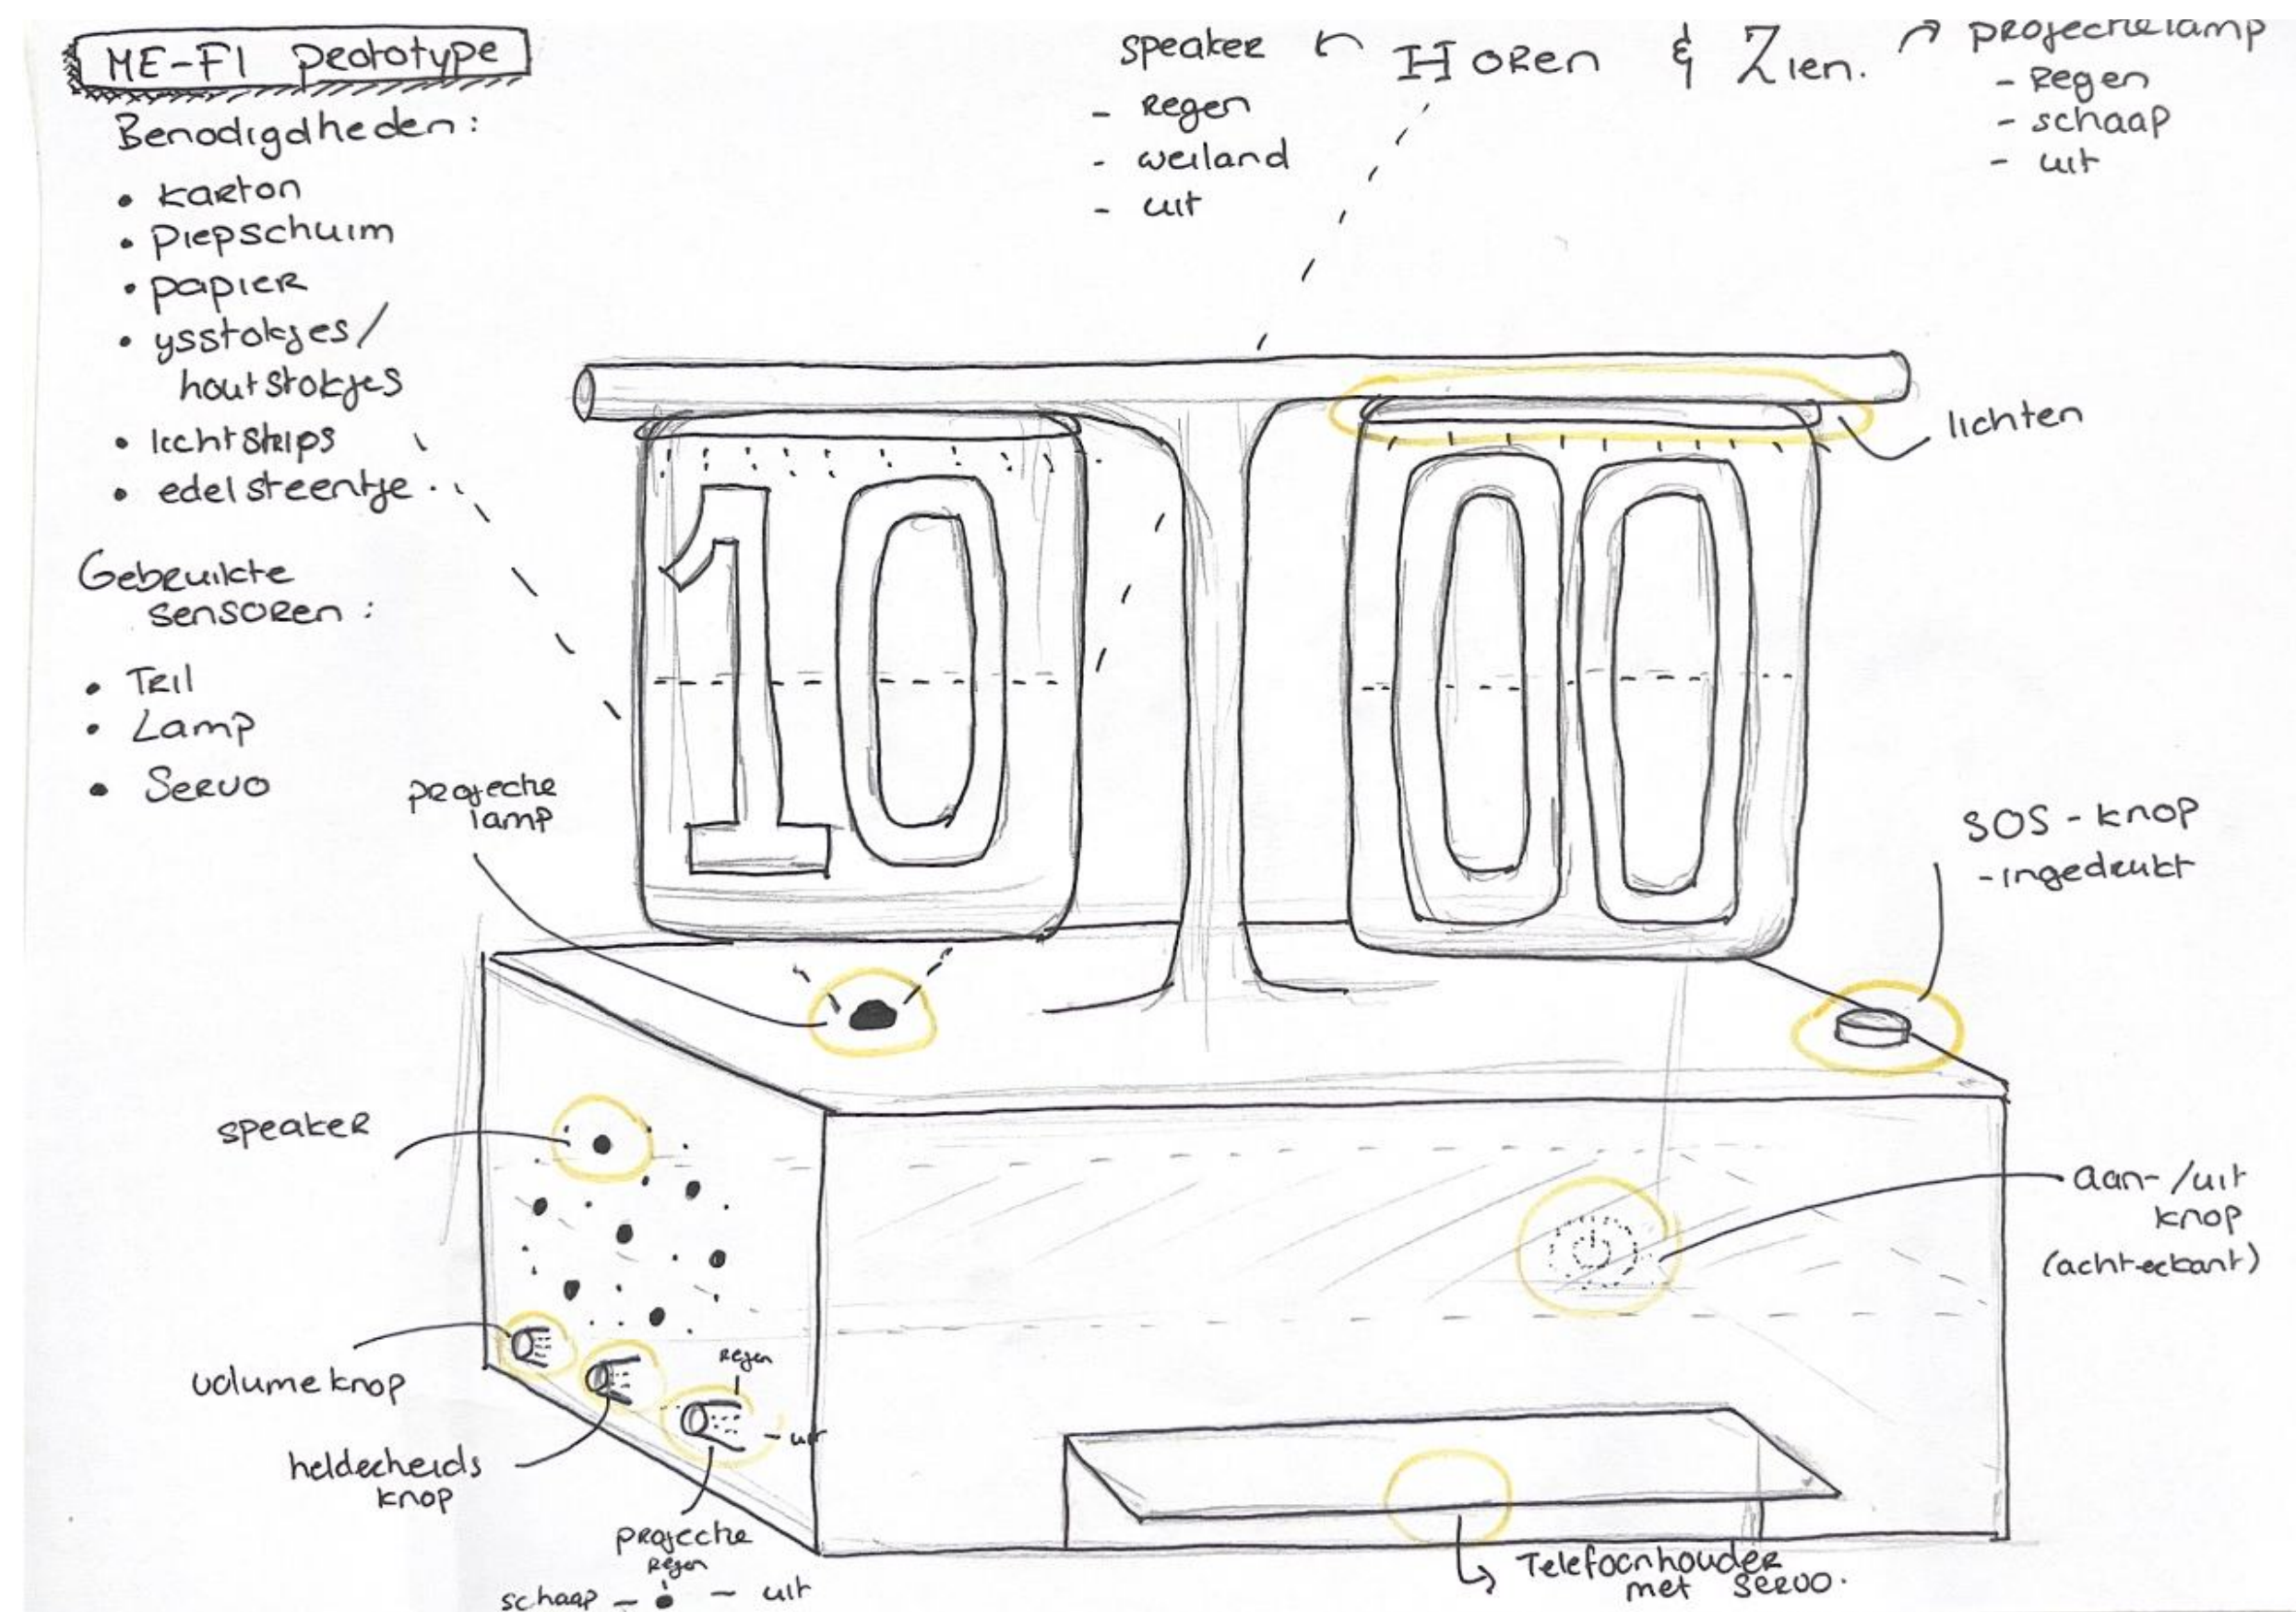 ME-FI prototype
Benodigdheden:
• karton
• piepschuim
• papier
• ysstokjes/
houtstokjes
• lichtstrips
• edelsteentje
Gebruikte
sensoren:
• Tril
• Lamp
• Servo
speaker
- Regen
- weiland
- uit
HOREN & Zien.
projectielamp
- Regen
- schaap
- uit
lichten
10
00
projectie
lamp
SOS-knop
- ingedrukt
speaker
aan-/uit
knop
(achterkant)
volume knop
helderheids
knop
Regen
- uit
projectie
Regen
schaap - • - uit
Telefoonhouder
met servo.